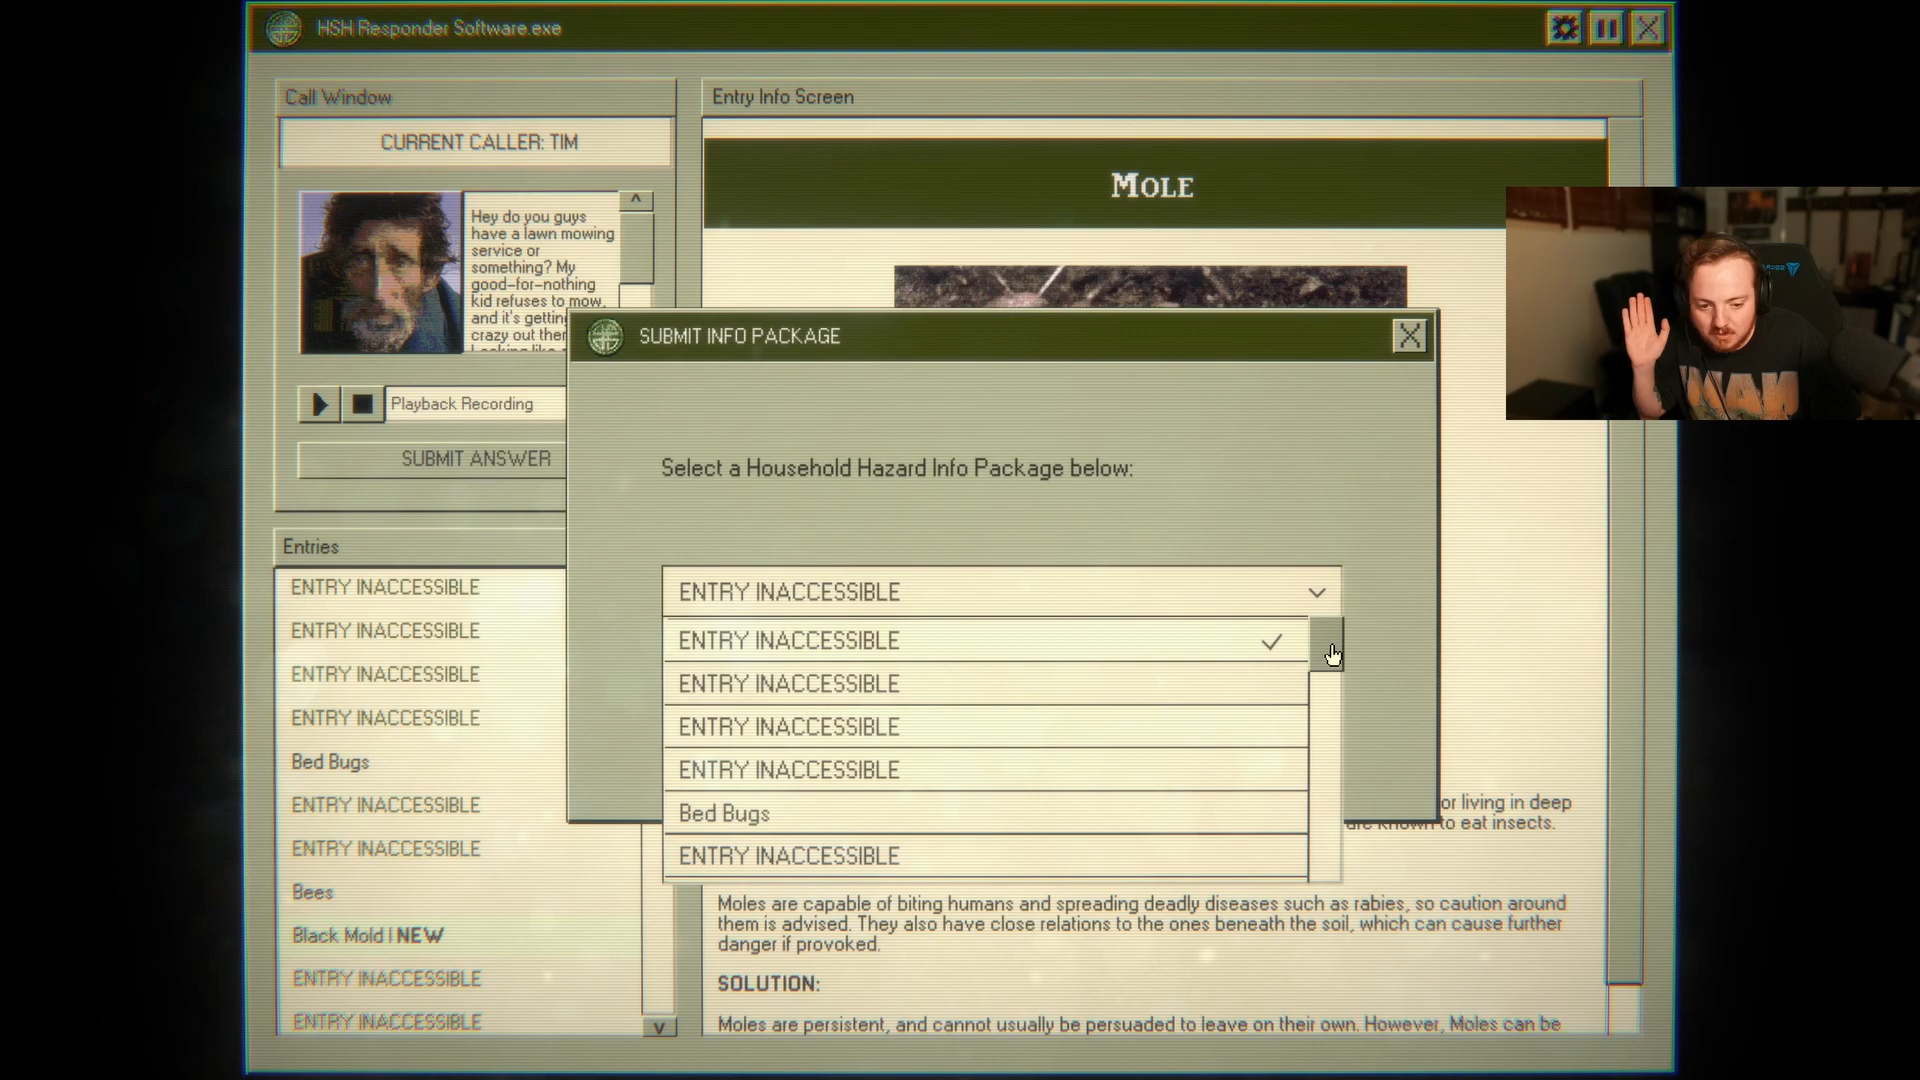 HSH Responder Software.exe
Call Window
CURRENT CALLER: TIM
Hey do you guys
have a lawn mowing
service or
something? My
good-for-nothing
kid refuses to mow,
and it's getting
crazy out ther
Playback Recording
SUBMIT ANSWER
Entries
ENTRY INACCESSIBLE
ENTRY INACCESSIBLE
ENTRY INACCESSIBLE
ENTRY INACCESSIBLE
Bed Bugs
ENTRY INACCESSIBLE
ENTRY INACCESSIBLE
Bees
Black Mold | NEW
ENTRY INACCESSIBLE
ENTRY INACCESSIBLE
Entry Info Screen
MOLE
SUBMIT INFO PACKAGE
Select a Household Hazard Info Package below:
ENTRY INACCESSIBLE
ENTRY INACCESSIBLE
ENTRY INACCESSIBLE
ENTRY INACCESSIBLE
ENTRY INACCESSIBLE
Bed Bugs
ENTRY INACCESSIBLE
or living in deep
are known to eat insects.
Moles are capable of biting humans and spreading deadly diseases such as rabies, so caution around
them is advised. They also have close relations to the ones beneath the soil, which can cause further
danger if provoked.
SOLUTION:
Moles are persistent, and cannot usually be persuaded to leave on their own. However, Moles can be